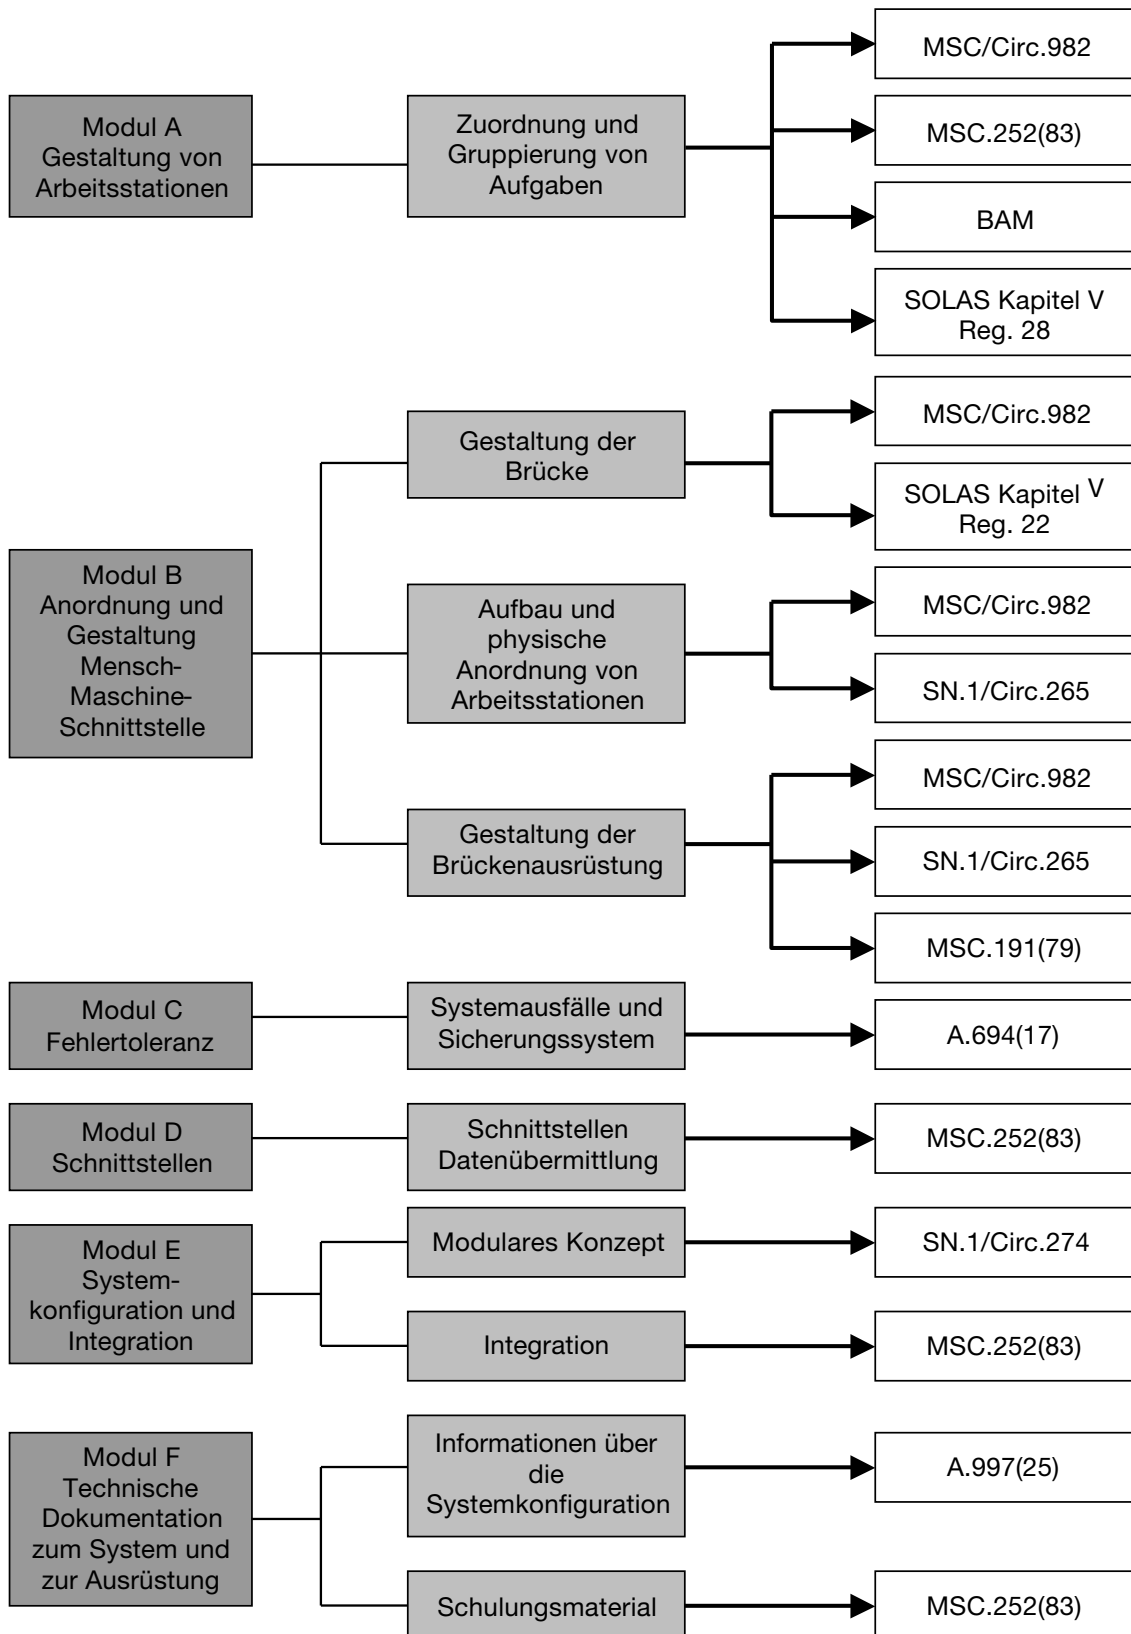 Modul A
Gestaltung von
Arbeitsstationen
Zuordnung und
Gruppierung von
Aufgaben
MSC/Circ.982
MSC.252(83)
BAM
SOLAS Kapitel V
Reg. 28
Modul B
Anordnung und
Gestaltung
Mensch-
Maschine-
Schnittstelle
Gestaltung der
Brücke
MSC/Circ.982
SOLAS Kapitel V
Reg. 22
Aufbau und
physische
Anordnung von
Arbeitsstationen
MSC/Circ.982
SN.1/Circ.265
Gestaltung der
Brückenausrüstung
MSC/Circ.982
SN.1/Circ.265
MSC.191(79)
Modul C
Fehlertoleranz
Systemausfälle und
Sicherungssystem
A.694(17)
Modul D
Schnittstellen
Schnittstellen
Datenübermittlung
MSC.252(83)
Modul E
System-
konfiguration und
Integration
Modulares Konzept
SN.1/Circ.274
Integration
MSC.252(83)
Modul F
Technische
Dokumentation
zum System und
zur Ausrüstung
Informationen über
die
Systemkonfiguration
A.997(25)
Schulungsmaterial
MSC.252(83)